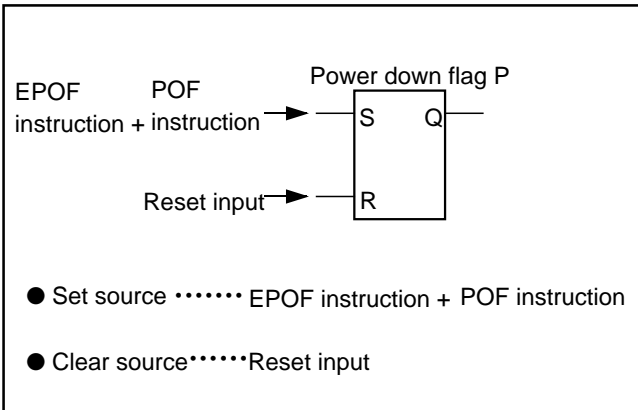 Power down flag P
EPOF instruction + POF instruction
S Q
Reset input
R
● Set source ······· EPOF instruction + POF instruction
● Clear source ······ Reset input